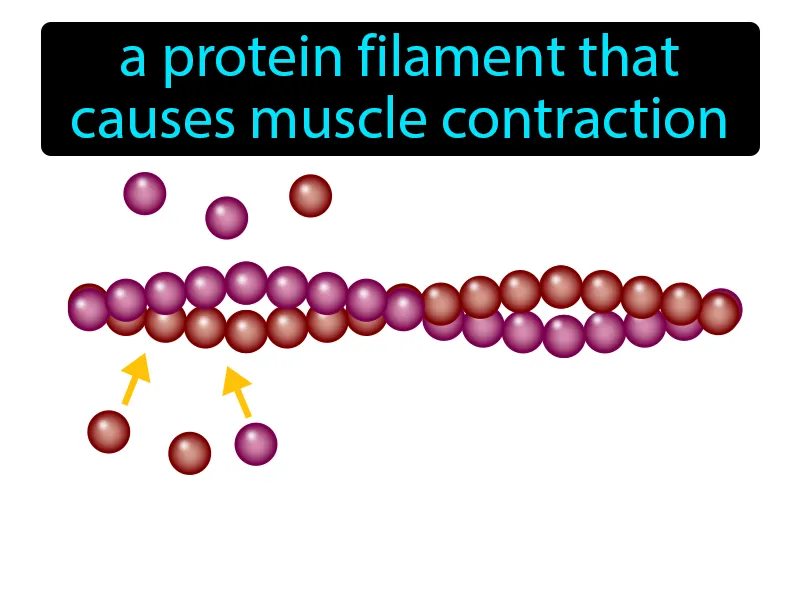 a protein filament that
causes muscle contraction